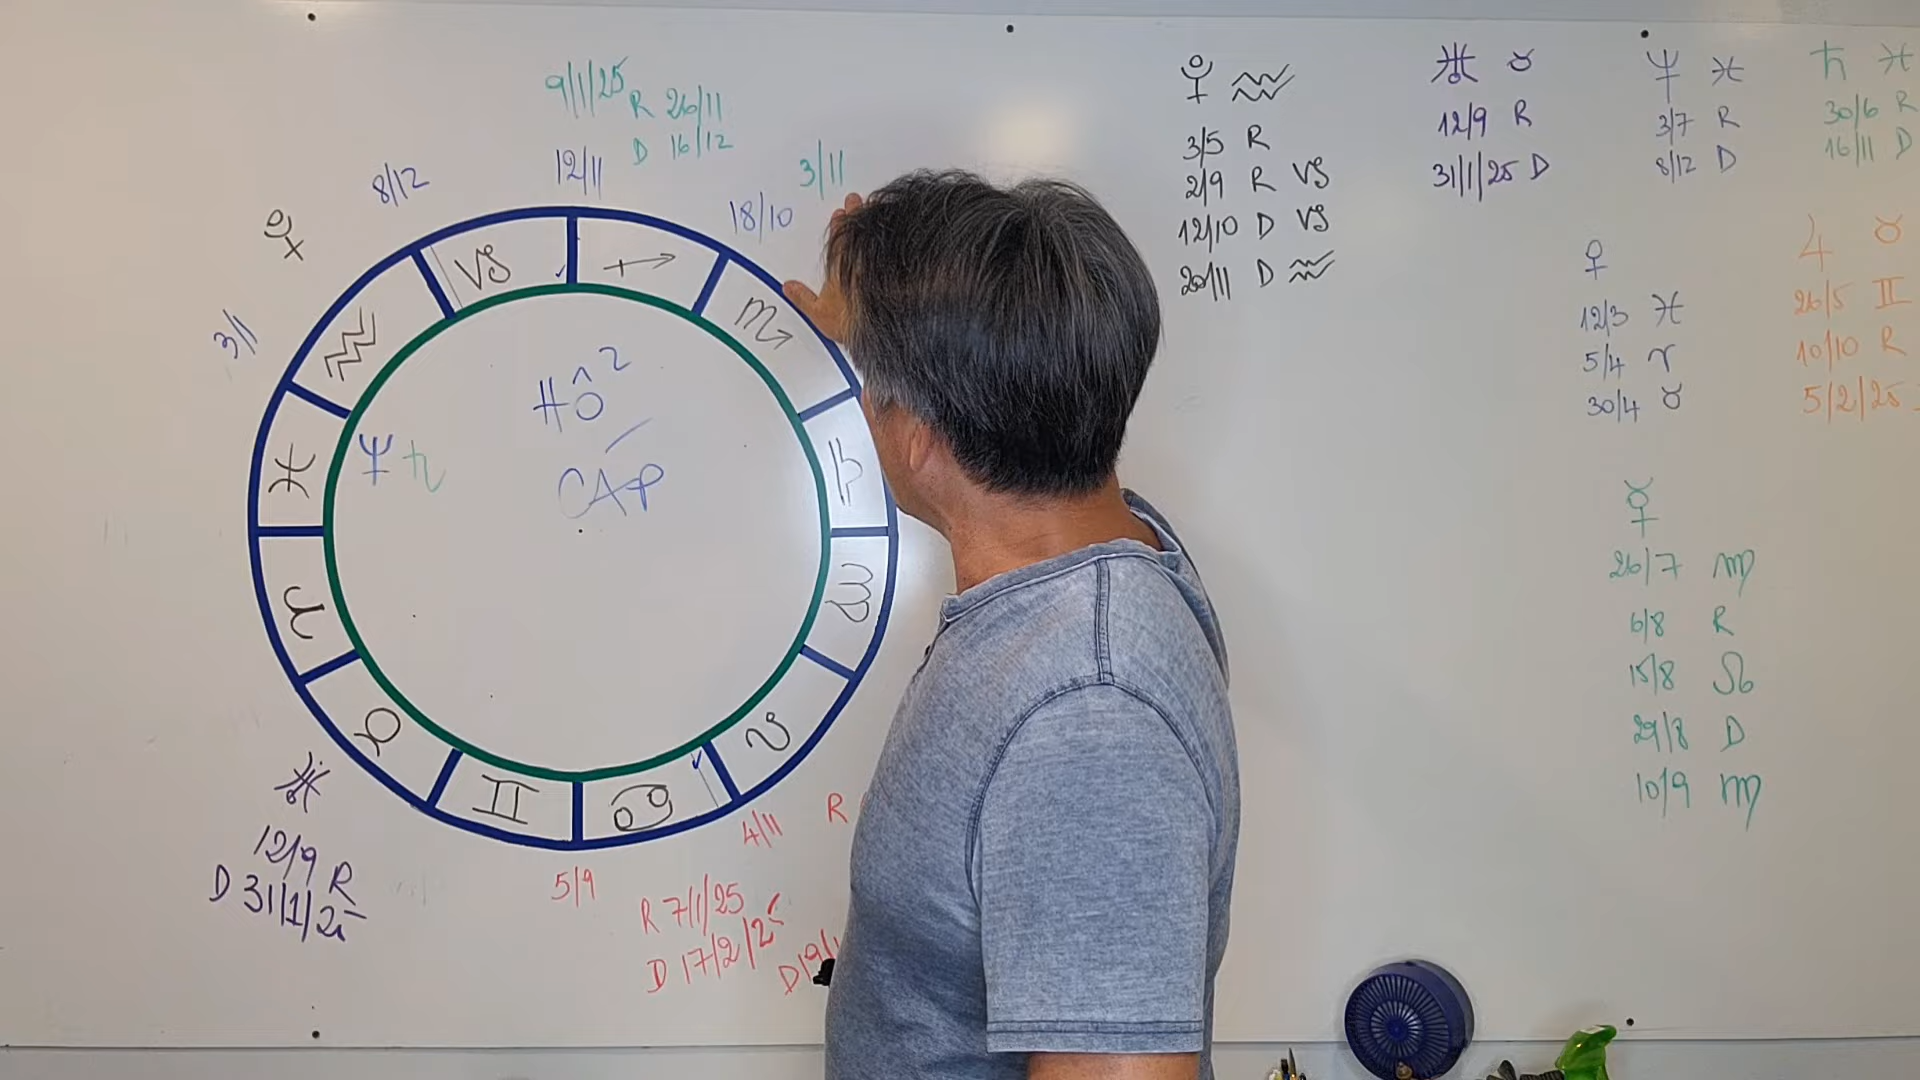 9/1/25 R 26/11
D 16/12
3/11
12/11
18/10
8/12
3/1
♇
♑
♐
♏
♒
♓
♎
♈
♍
♉
♌
♊
♋
♆ ♄
HÔ²
CÁP
♅
12/9 R
D 31/1/25
5/9
4/11 R
R 7/1/25
D 17/2/25
♇ ♒
3/5 R
2/9 R ♑
12/10 D ♑
20/11 D ♒
♅ ♉
12/9 R
31/1/25 D
♆ ♓
3/7 R
8/12 D
♄ ♓
30/6 R
16/11 D
♀
12/3 ♓
5/4 ♈
30/4 ♉
♃ ♉
26/5 ♊
10/10 R
5/2/25
☿
26/7 ♍
6/8 R
15/8 ♌
29/8 D
10/9 ♍